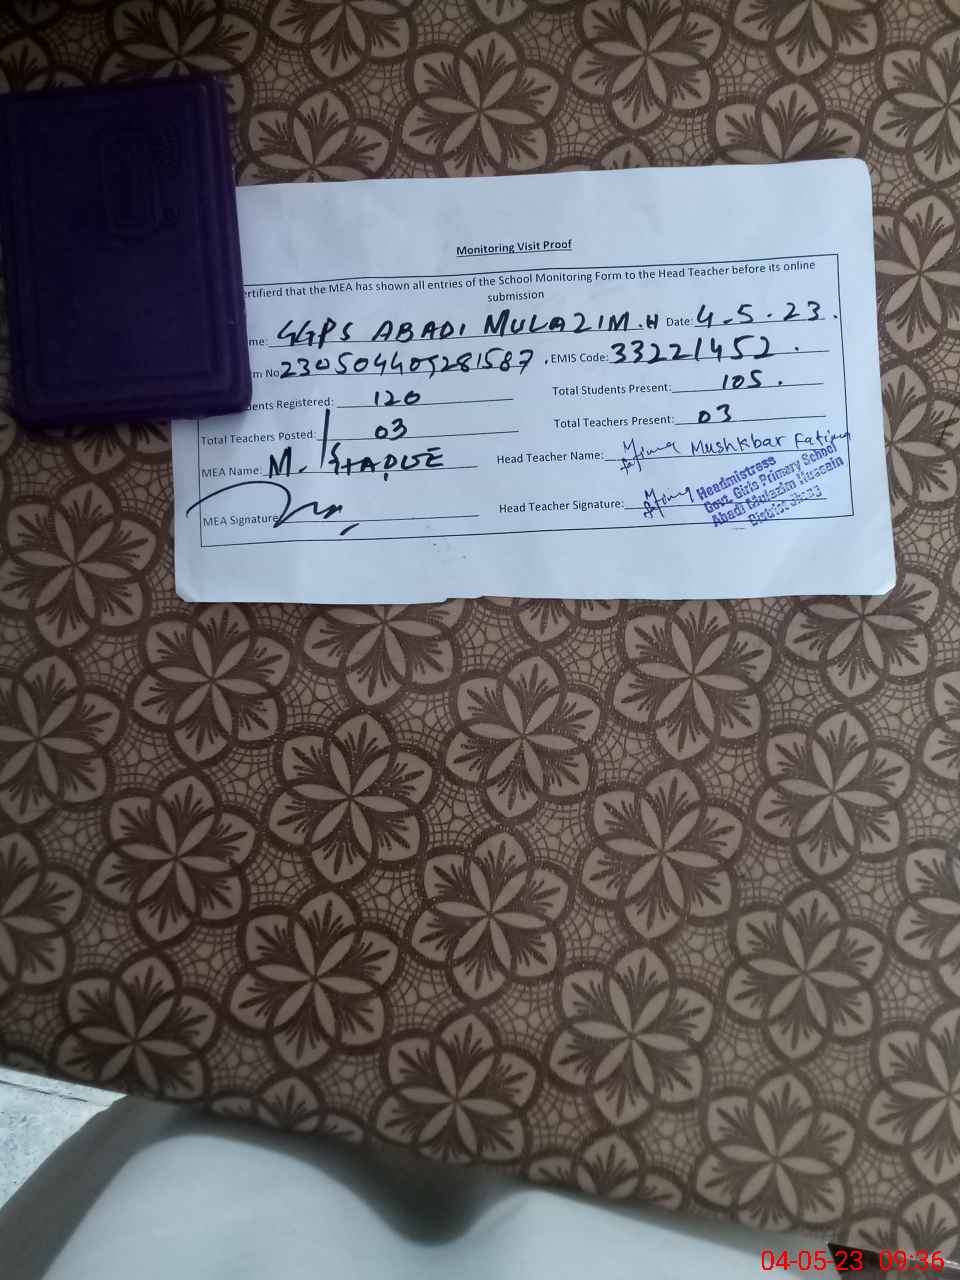 Monitoring Visit Proof
ertifierd that the MEA has shown all entries of the School Monitoring Form to the Head Teacher before its online
submission
me: GGPS ABADI MULAZIM.H Date: 4-5-23.
m No 230504405281587. EMIS Code: 33221452.
dents Registered: 120 Total Students Present: 105.
Total Teachers Posted: 03 Total Teachers Present: 03
MEA Name: M. Head Teacher Name: Mushkbar Fatima
MEA Signature Head Teacher Signature:
Headmistress
Govt. Girls Primary School
Abadi Mulazim Hussain
District
04-05-23 09:36